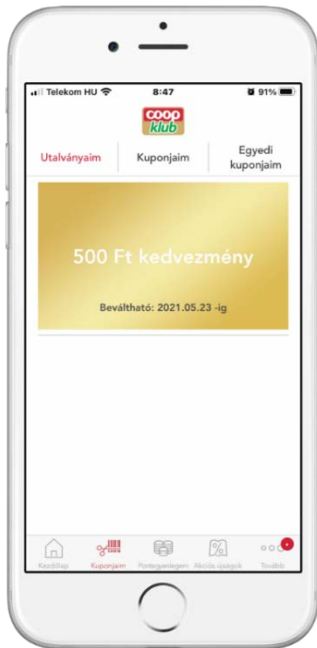 Telekom HU 8:47 91%
coop
klub
Utalványaim Kuponjaim Egyedi
kuponjaim
500 Ft kedvezmény
Beváltható: 2021.05.23 -ig
Kezdőlap Kuponjaim Pontegyenlegem Akciós újságok Tovább